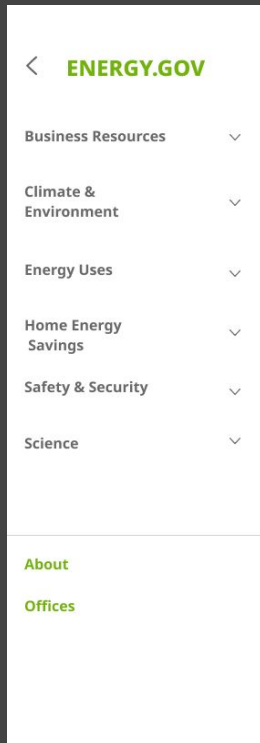 ENERGY.GOV
Business Resources
Climate &
Environment
Energy Uses
Home Energy
Savings
Safety & Security
Science
About
Offices